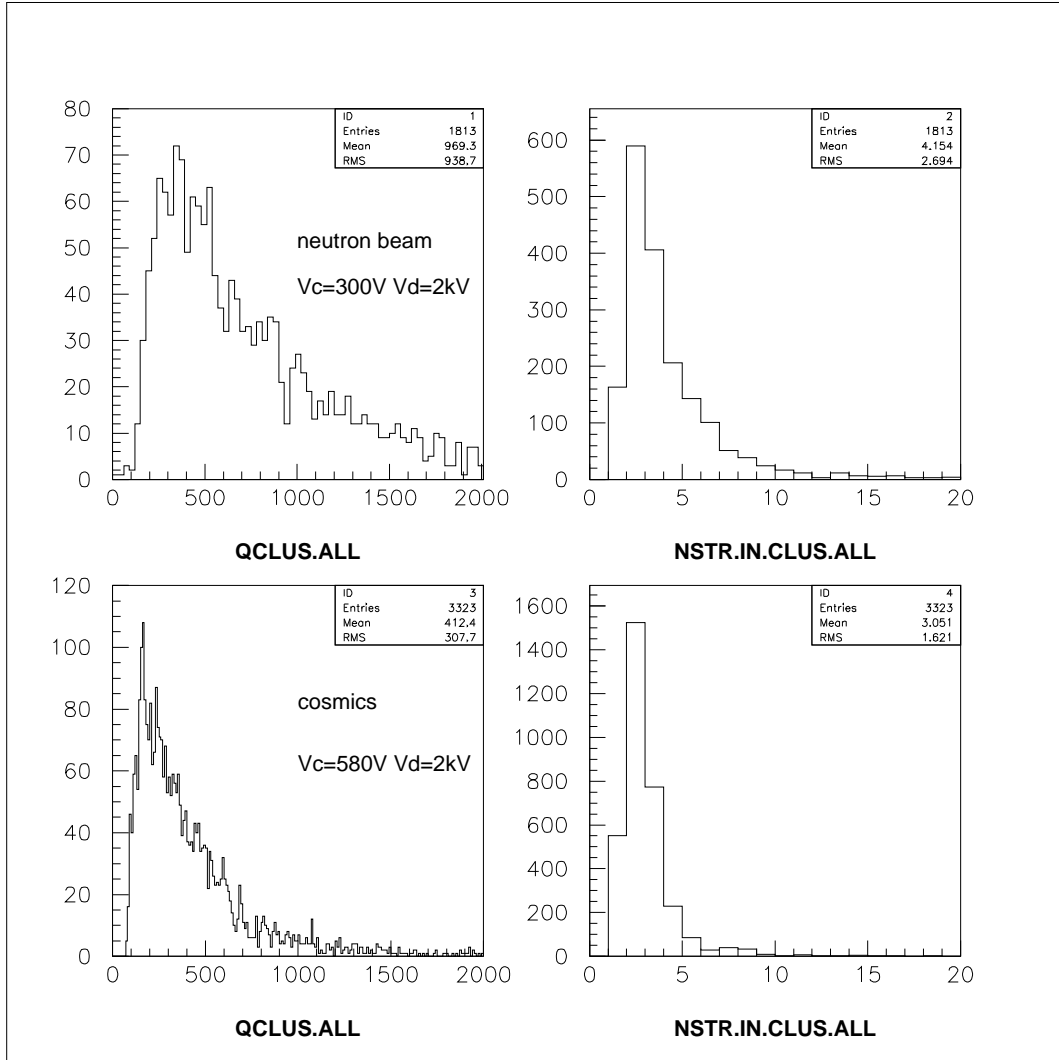 80
70
60
50
40
30
20
10
0
0 500 1000 1500 2000
ID 1
Entries 1813
Mean 969.3
RMS 938.7
neutron beam
Vc=300V Vd=2kV
QCLUS.ALL
600
500
400
300
200
100
0
0 5 10 15 20
ID 2
Entries 1813
Mean 4.154
RMS 2.694
NSTR.IN.CLUS.ALL
120
100
80
60
40
20
0
0 500 1000 1500 2000
ID 3
Entries 3323
Mean 412.4
RMS 307.7
cosmics
Vc=580V Vd=2kV
QCLUS.ALL
1600
1400
1200
1000
800
600
400
200
0
0 5 10 15 20
ID 4
Entries 3323
Mean 3.051
RMS 1.621
NSTR.IN.CLUS.ALL